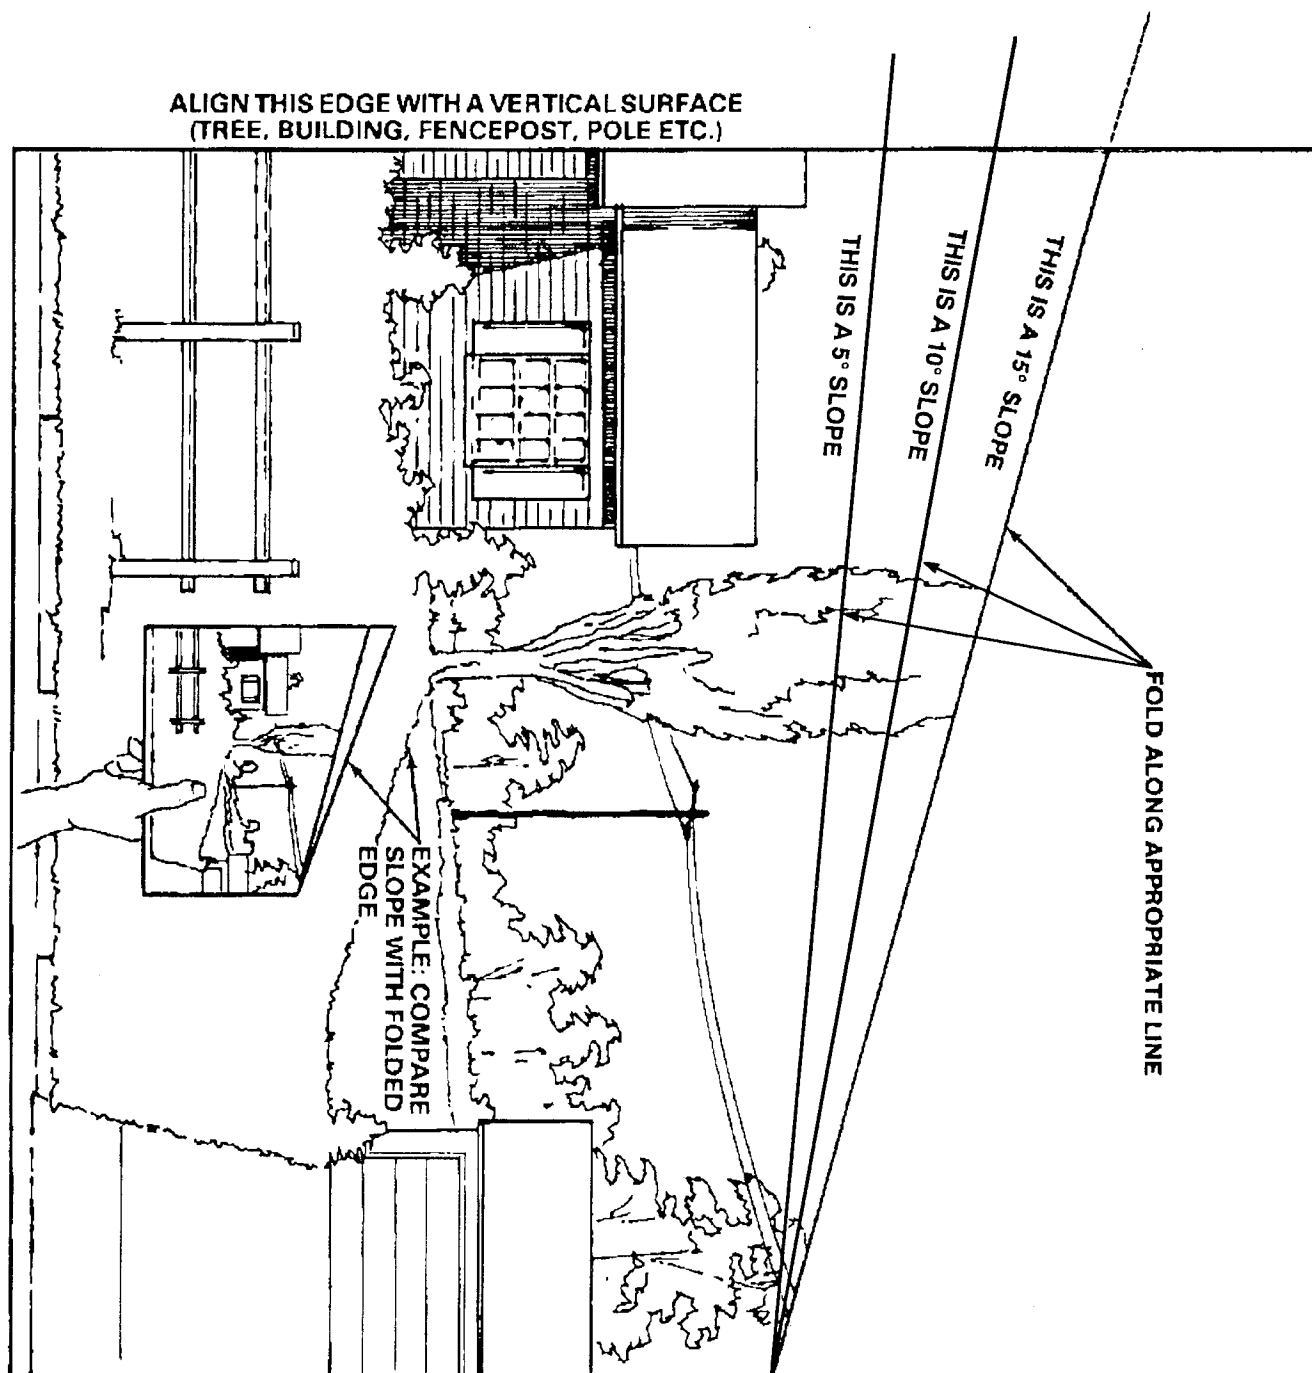 ALIGN THIS EDGE WITH A VERTICAL SURFACE
(TREE, BUILDING, FENCEPOST, POLE ETC.)
THIS IS A 5° SLOPE
THIS IS A 10° SLOPE
THIS IS A 15° SLOPE
FOLD ALONG APPROPRIATE LINE
EXAMPLE: COMPARE
SLOPE WITH FOLDED
EDGE